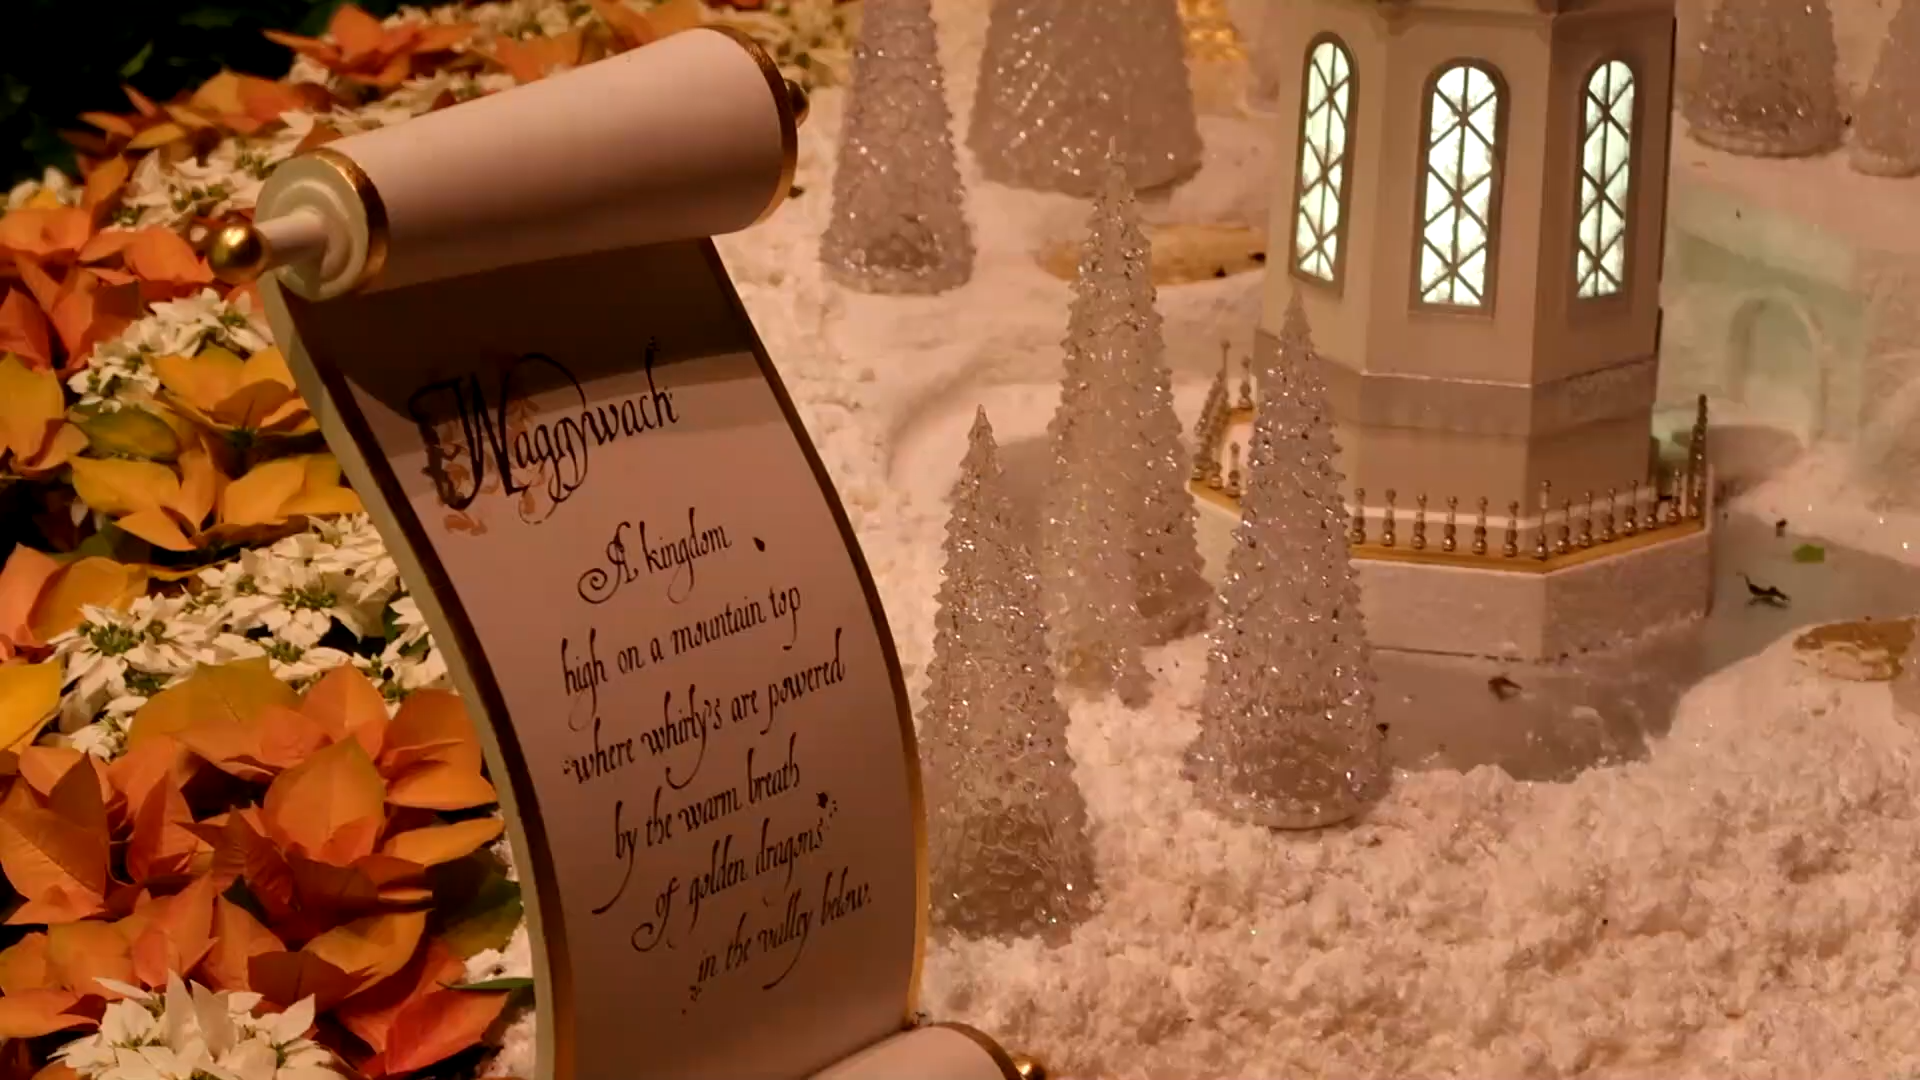 Waggywach
A kingdom
high on a mountain top
where whirly's are powered
by the warm breath
of golden dragons
in the valley below.